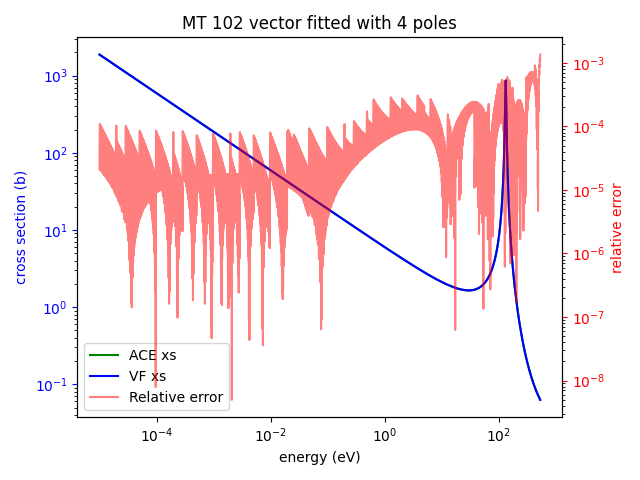 MT 102 vector fitted with 4 poles
cross section (b)
10³
10²
10¹
10⁰
10⁻¹
10⁻⁴
10⁻²
10⁰
10²
energy (eV)
10⁻³
10⁻⁴
10⁻⁵
10⁻⁶
10⁻⁷
10⁻⁸
relative error
ACE xs
VF xs
Relative error